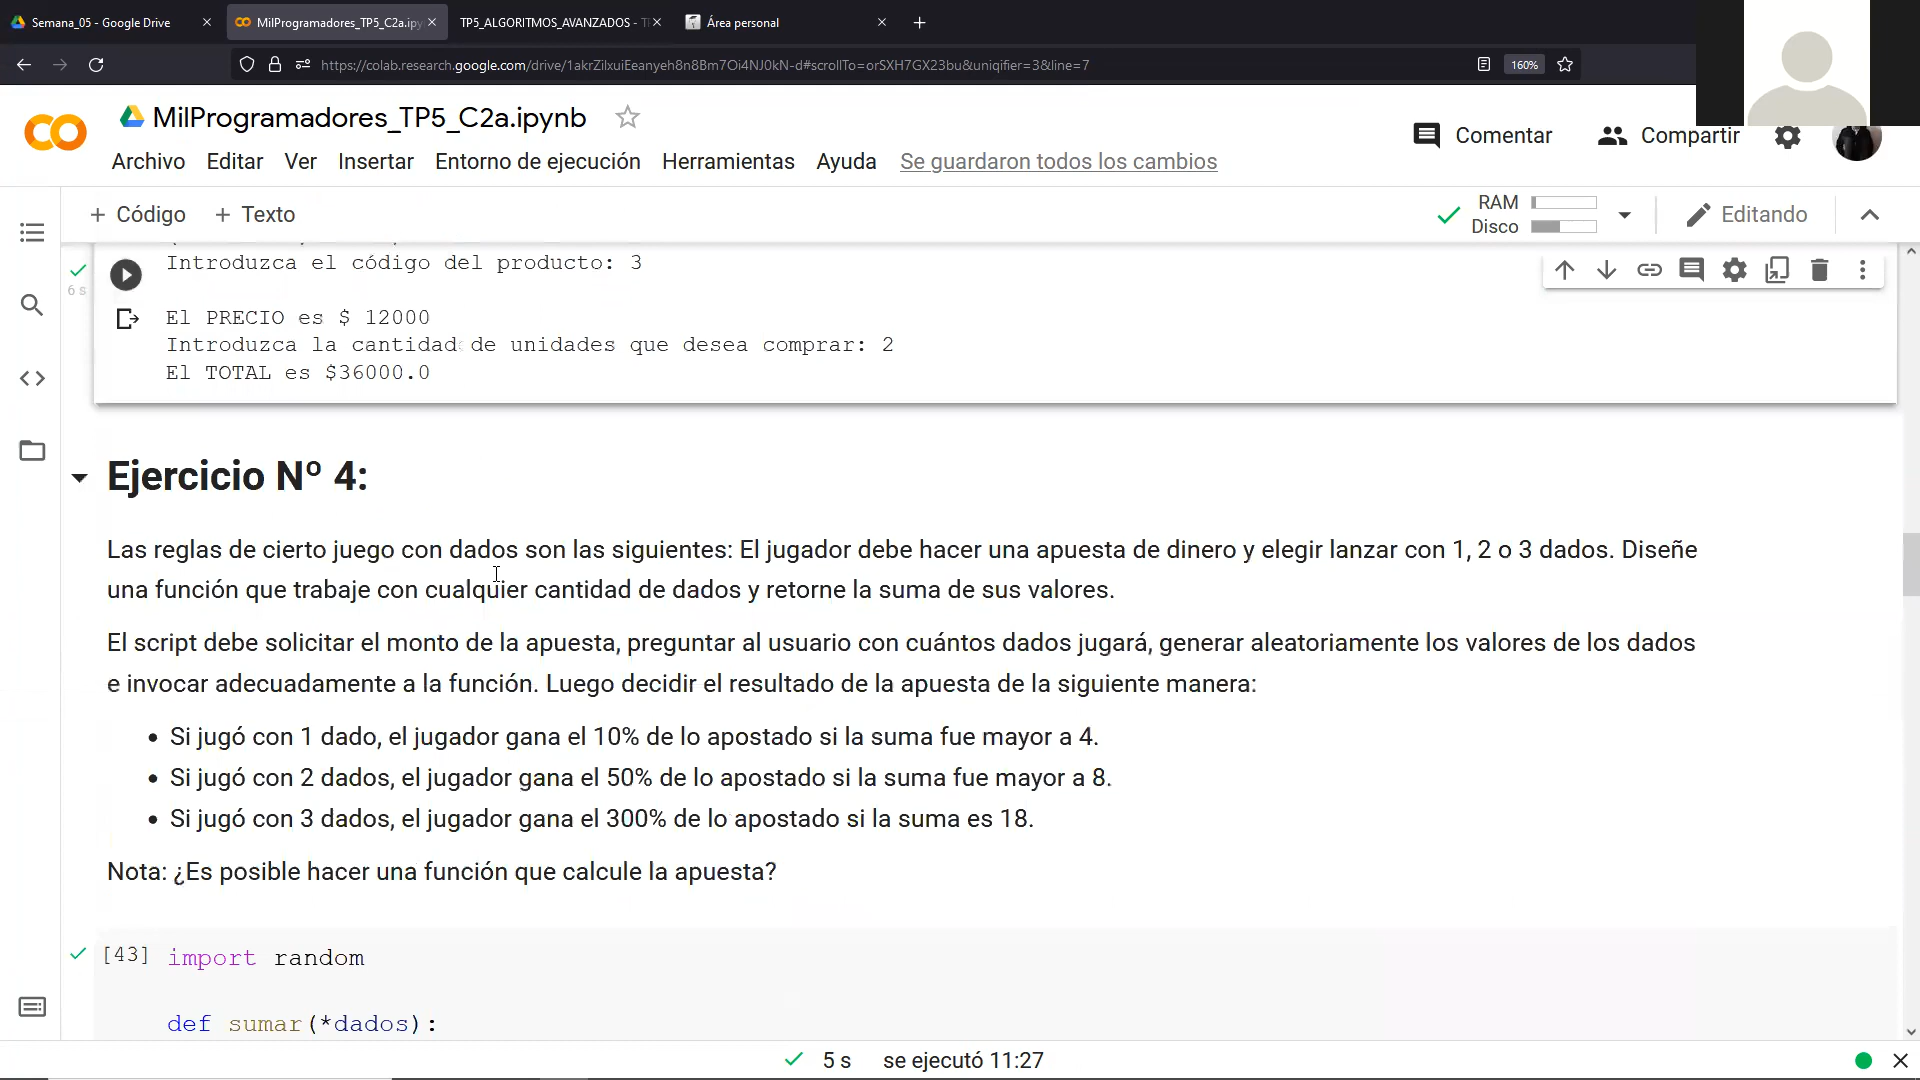 Semana_05 - Google Drive
MilProgramadores_TP5_C2a.ipy
TP5_ALGORITMOS_AVANZADOS -
Área personal
https://colab.research.google.com/drive/1akrZilxuiEeanyeh8n8Bm7Oi4NJ0kN-d#scrollTo=orSXH7GX23bu&uniqifier=3&line=7
160%
MilProgramadores_TP5_C2a.ipynb
Comentar
Compartir
Archivo Editar Ver Insertar Entorno de ejecución Herramientas Ayuda Se guardaron todos los cambios
+ Código + Texto
RAM
Disco
Editando
Introduzca el código del producto: 3
6 s
El PRECIO es $ 12000
Introduzca la cantidad de unidades que desea comprar: 2
El TOTAL es $36000.0
Ejercicio Nº 4:
Las reglas de cierto juego con dados son las siguientes: El jugador debe hacer una apuesta de dinero y elegir lanzar con 1, 2 o 3 dados. Diseñe
una función que trabaje con cualquier cantidad de dados y retorne la suma de sus valores.
El script debe solicitar el monto de la apuesta, preguntar al usuario con cuántos dados jugará, generar aleatoriamente los valores de los dados
e invocar adecuadamente a la función. Luego decidir el resultado de la apuesta de la siguiente manera:
• Si jugó con 1 dado, el jugador gana el 10% de lo apostado si la suma fue mayor a 4.
• Si jugó con 2 dados, el jugador gana el 50% de lo apostado si la suma fue mayor a 8.
• Si jugó con 3 dados, el jugador gana el 300% de lo apostado si la suma es 18.
Nota: ¿Es posible hacer una función que calcule la apuesta?
[43] import random
def sumar(*dados):
5 s se ejecutó 11:27